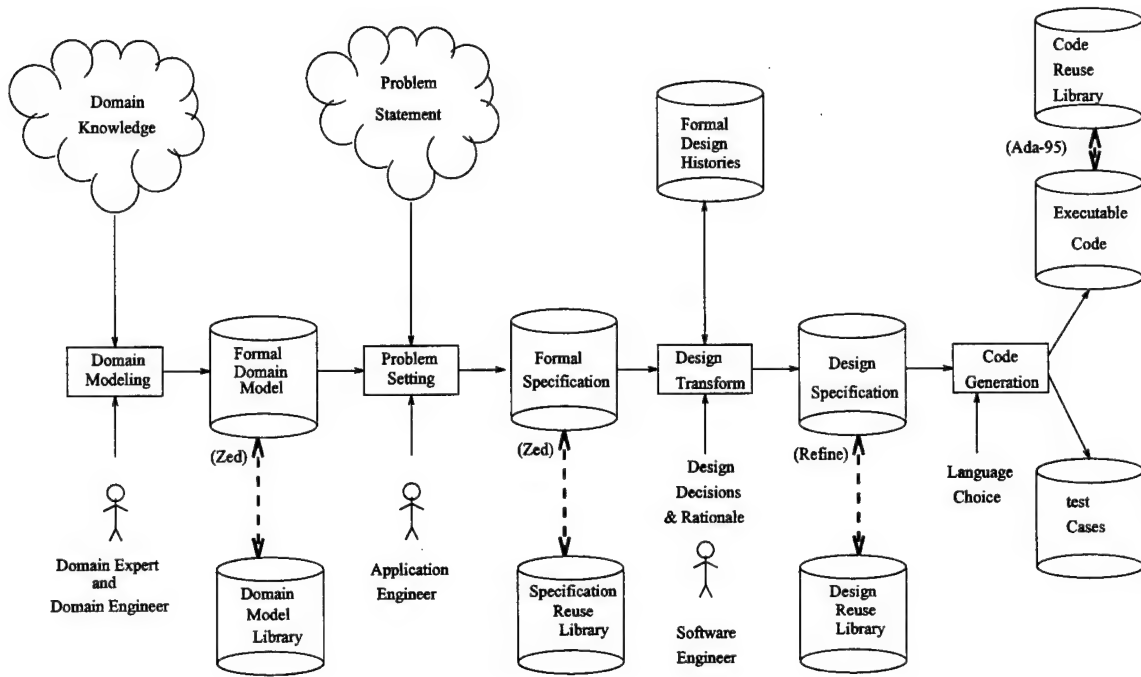 Domain
Knowledge
Problem
Statement
Formal
Design
Histories
Code
Reuse
Library
(Ada-95)
Executable
Code
Domain
Modeling
Formal
Domain
Model
Problem
Setting
Formal
Specification
Design
Transform
Design
Specification
Code
Generation
(Zed)
(Zed)
Design
Decisions
& Rationale
(Refine)
Language
Choice
test
Cases
Domain Expert
and
Domain Engineer
Domain
Model
Library
Application
Engineer
Specification
Reuse
Library
Software
Engineer
Design
Reuse
Library